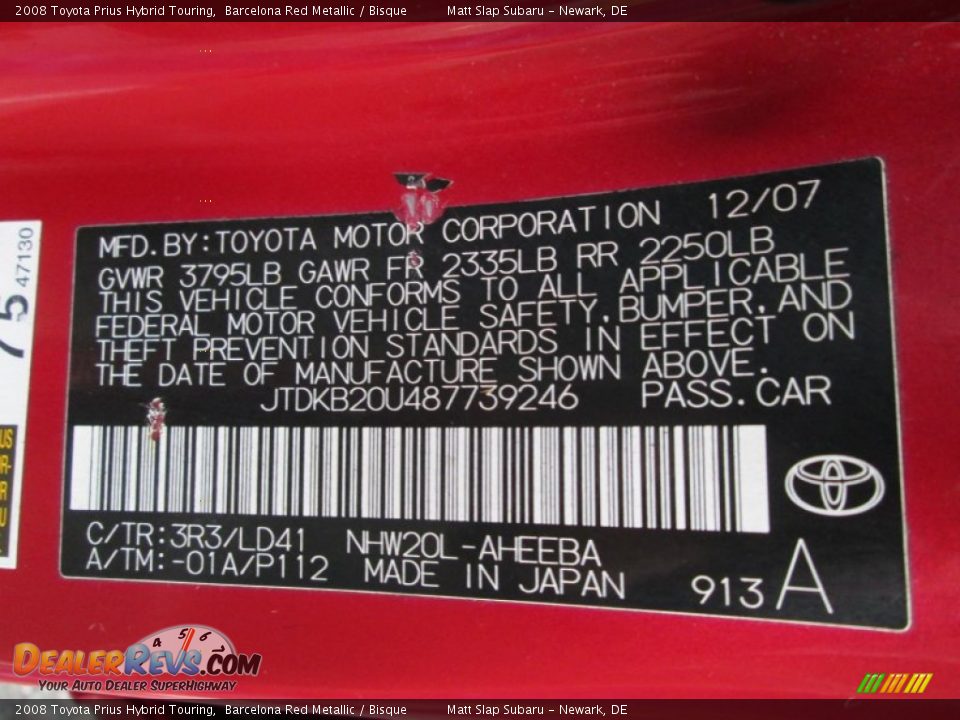 2008 Toyota Prius Hybrid Touring, Barcelona Red Metallic / Bisque Matt Slap Subaru - Newark, DE
47130
75
MFD. BY: TOYOTA MOTOR CORPORATION 12/07
GVWR 3795LB GAWR FR 2335LB RR 2250LB
THIS VEHICLE CONFORMS TO ALL APPLICABLE
FEDERAL MOTOR VEHICLE SAFETY, BUMPER, AND
THEFT PREVENTION STANDARDS IN EFFECT ON
THE DATE OF MANUFACTURE SHOWN ABOVE.
JTDKB20U487739246 PASS. CAR
C/TR: 3R3/LD41 NHW20L-AHEEBA
A/TM: -01A/P112 MADE IN JAPAN
913 A
4 5 6
DEALERREVS.COM
YOUR AUTO DEALER SUPERHIGHWAY
2008 Toyota Prius Hybrid Touring, Barcelona Red Metallic / Bisque Matt Slap Subaru - Newark, DE